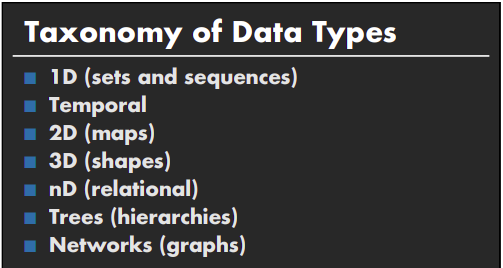 Taxonomy of Data Types
1D (sets and sequences)
Temporal
2D (maps)
3D (shapes)
nD (relational)
Trees (hierarchies)
Networks (graphs)